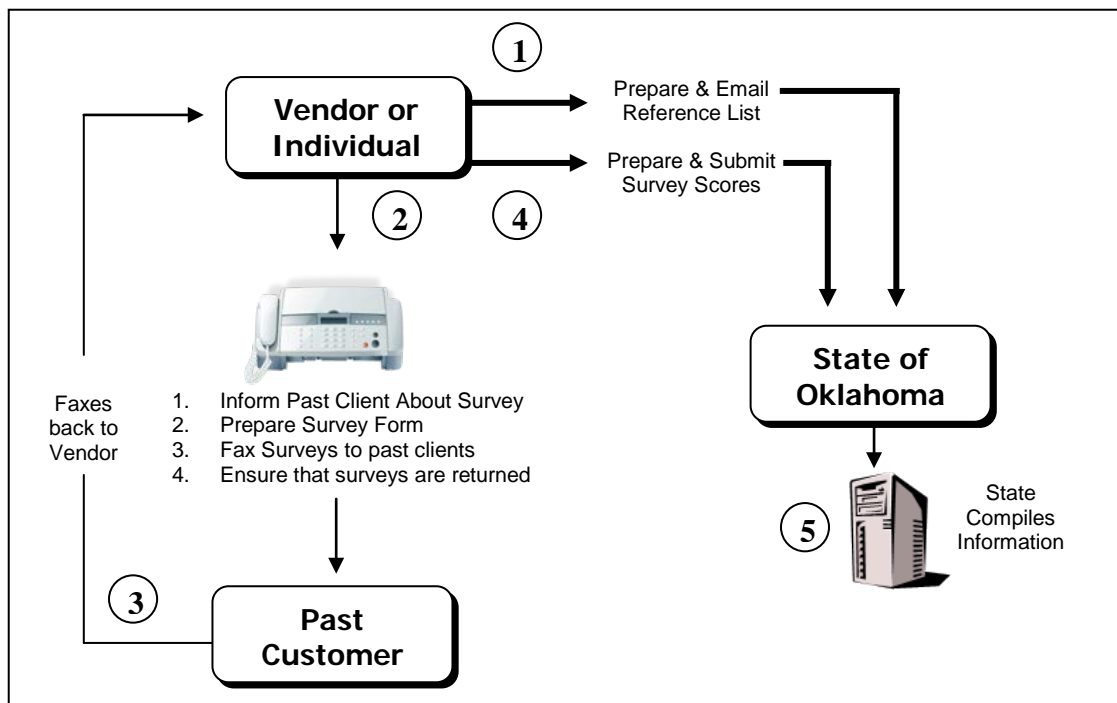 1
Vendor or
Individual
Prepare & Email
Reference List
Prepare & Submit
Survey Scores
2
4
State of
Oklahoma
Faxes
back to
Vendor
1. Inform Past Client About Survey
2. Prepare Survey Form
3. Fax Surveys to past clients
4. Ensure that surveys are returned
5
State
Compiles
Information
3
Past
Customer